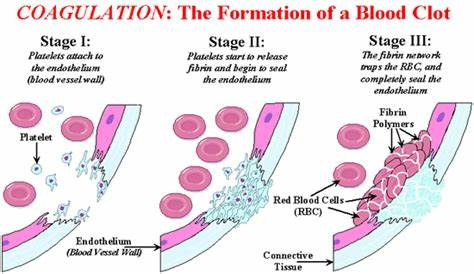 COAGULATION: The Formation of a Blood Clot
Stage I:
Platelets attach to
the endothelium
(blood vessel wall)
Stage II:
Platelets start to release
fibrin and begin to seal
the endothelium
Stage III:
The fibrin network
traps the RBC, and
completely seal the
endothelium
Platelet
Fibrin
Polymers
Red Blood Cells
(RBC)
Endothelium
(Blood Vessel Wall)
Connective
Tissue